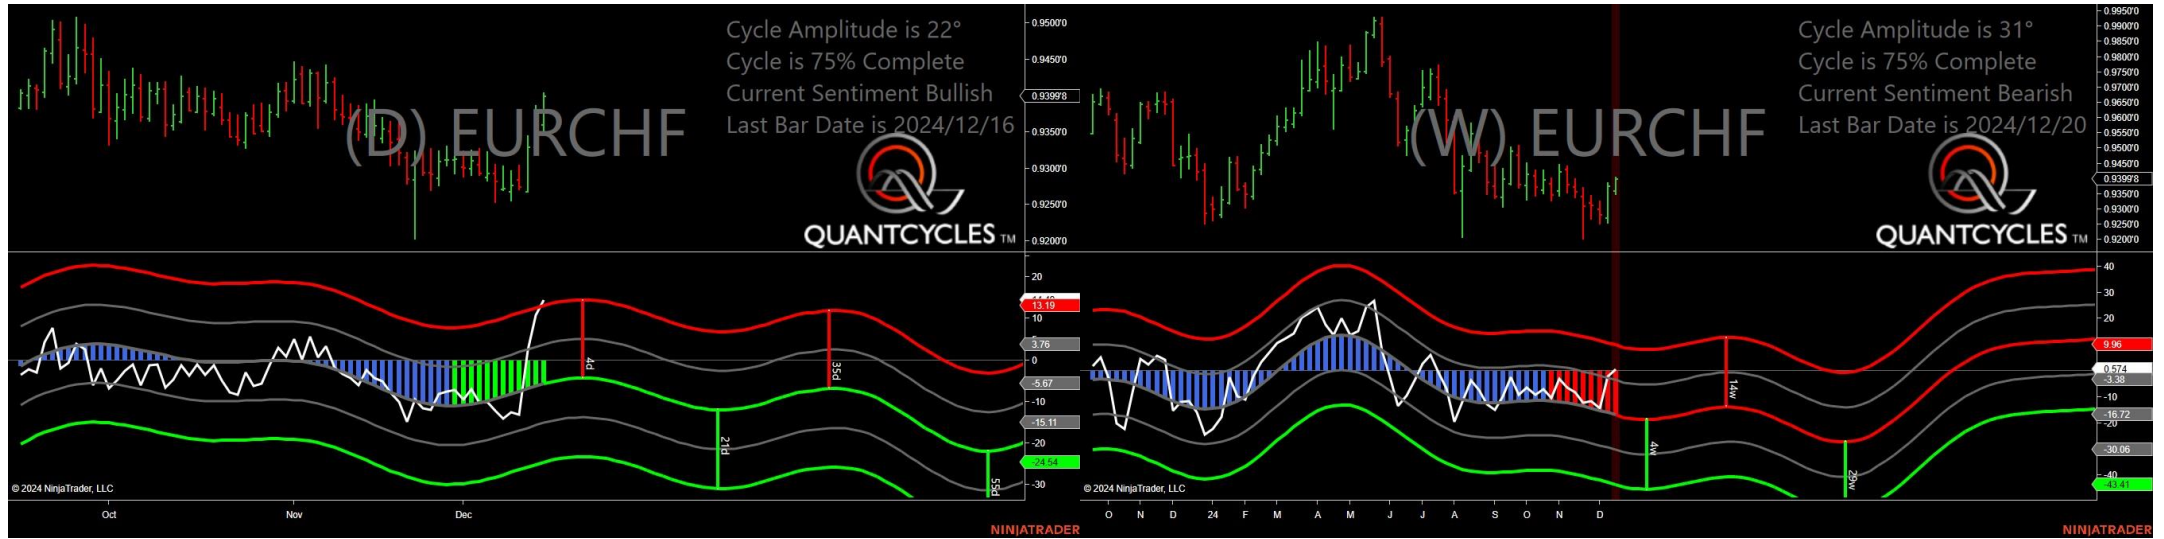 Cycle Amplitude is 22°
Cycle is 75% Complete
Current Sentiment Bullish
Last Bar Date is 2024/12/16
(D) EURCHF
QUANTCYCLES TM
0.9500'0
0.9450'0
0.9399'8
0.9350'0
0.9300'0
0.9250'0
0.9200'0
20
13.19
10
3.76
0
-5.67
-10
-15.11
-20
-24.54
-30
4d
21d
35d
55d
© 2024 NinjaTrader, LLC
Oct Nov Dec
NINJATRADER
Cycle Amplitude is 31°
Cycle is 75% Complete
Current Sentiment Bearish
Last Bar Date is 2024/12/20
(W) EURCHF
QUANTCYCLES TM
0.9950'0
0.9900'0
0.9850'0
0.9800'0
0.9750'0
0.9700'0
0.9650'0
0.9600'0
0.9550'0
0.9500'0
0.9450'0
0.9399'8
0.9350'0
0.9300'0
0.9250'0
0.9200'0
40
30
20
9.96
0.574
-3.38
-10
-16.72
-20
-30.06
-40
-43.41
4w
14w
29w
© 2024 NinjaTrader, LLC
O N D 24 F M A M J J A S O N D
NINJATRADER